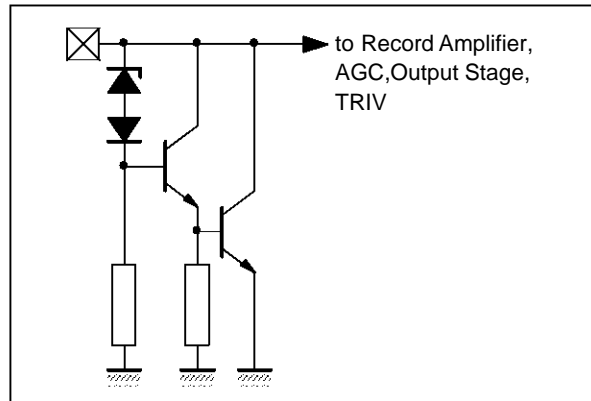 to Record Amplifier,
AGC,Output Stage,
TRIV